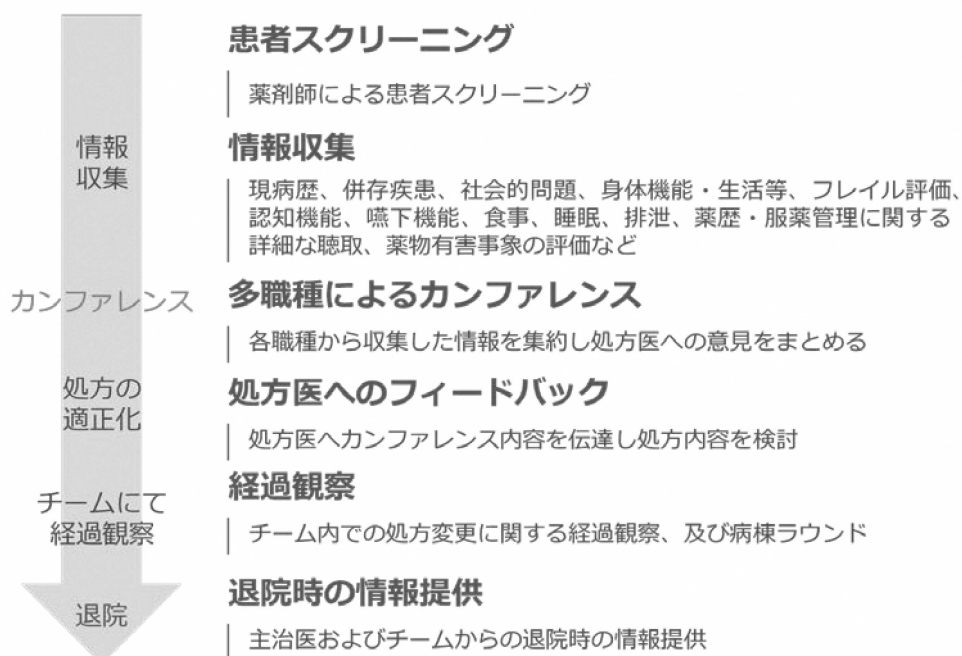 患者スクリーニング
薬剤師による患者スクリーニング
情報
収集
情報収集
現病歴、併存疾患、社会的問題、身体機能・生活等、フレイル評価、
認知機能、嚥下機能、食事、睡眠、排泄、薬歴・服薬管理に関する
詳細な聴取、薬物有害事象の評価など
カンファレンス
多職種によるカンファレンス
各職種から収集した情報を集約し処方医への意見をまとめる
処方の
適正化
処方医へのフィードバック
処方医へカンファレンス内容を伝達し処方内容を検討
チームにて
経過観察
経過観察
チーム内での処方変更に関する経過観察、及び病棟ラウンド
退院
退院時の情報提供
主治医およびチームからの退院時の情報提供